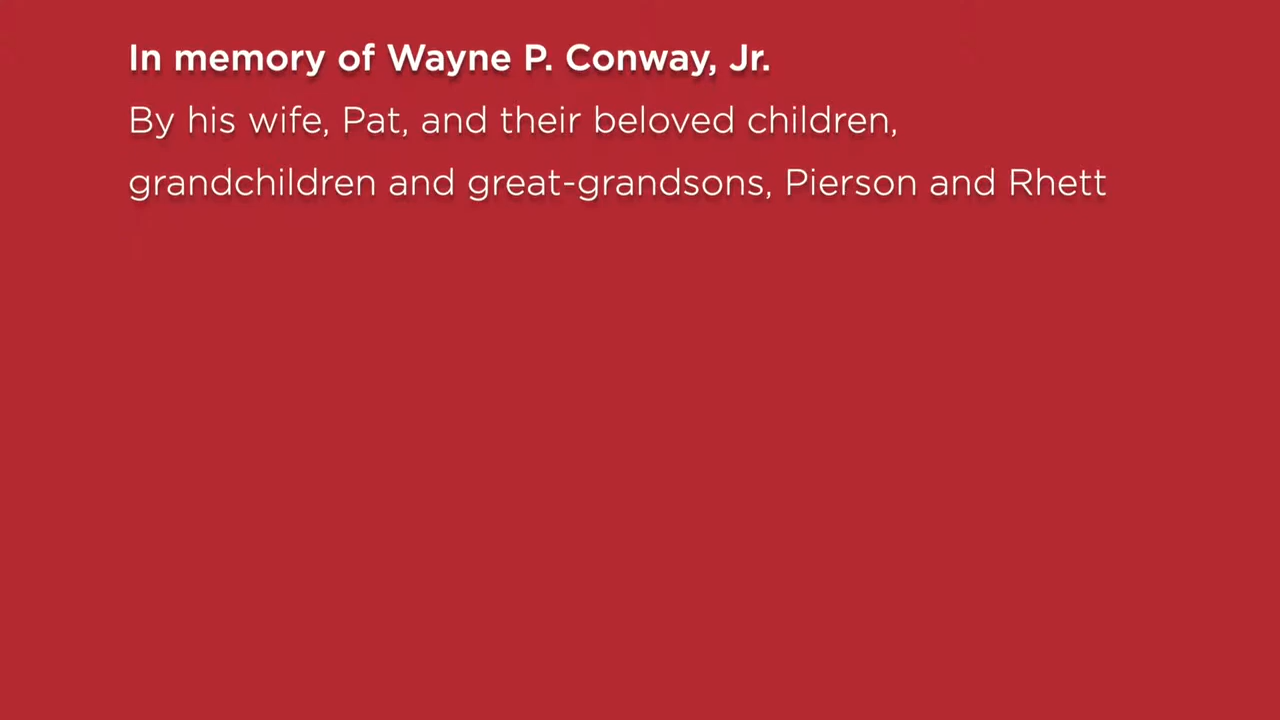 In memory of Wayne P. Conway, Jr.
By his wife, Pat, and their beloved children,
grandchildren and great-grandsons, Pierson and Rhett